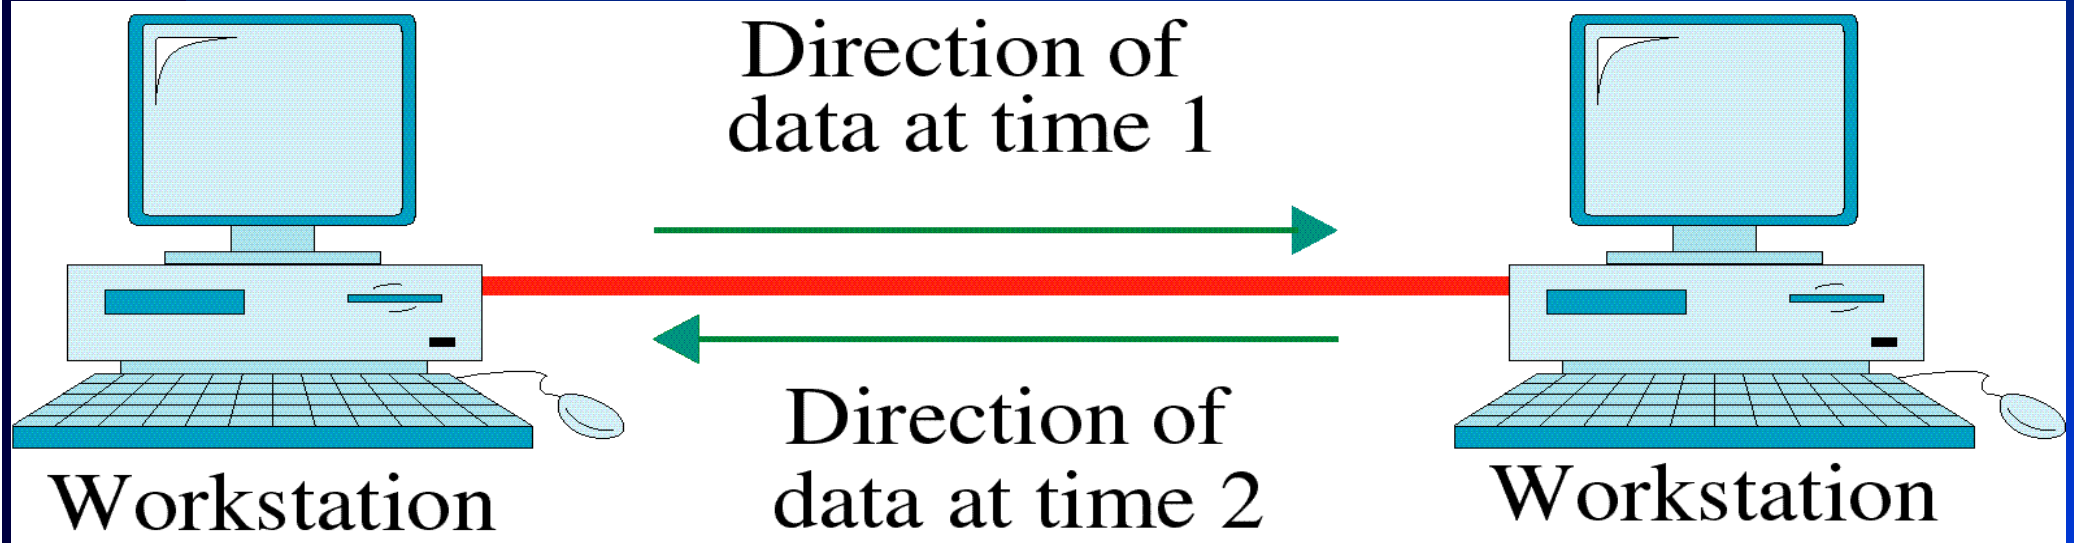 Direction of
data at time 1
Direction of
data at time 2
Workstation
Workstation